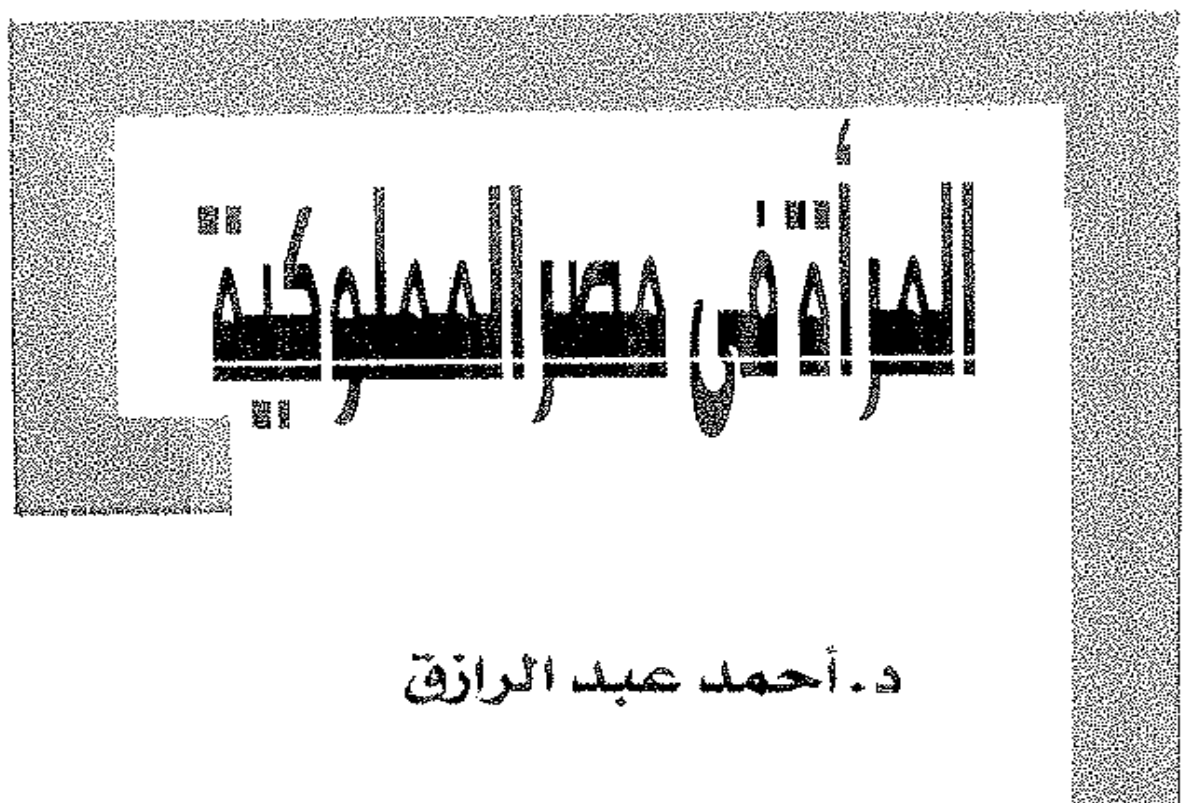 المرأة فى مصر المملوكية
د. أحمد عبد الرازق